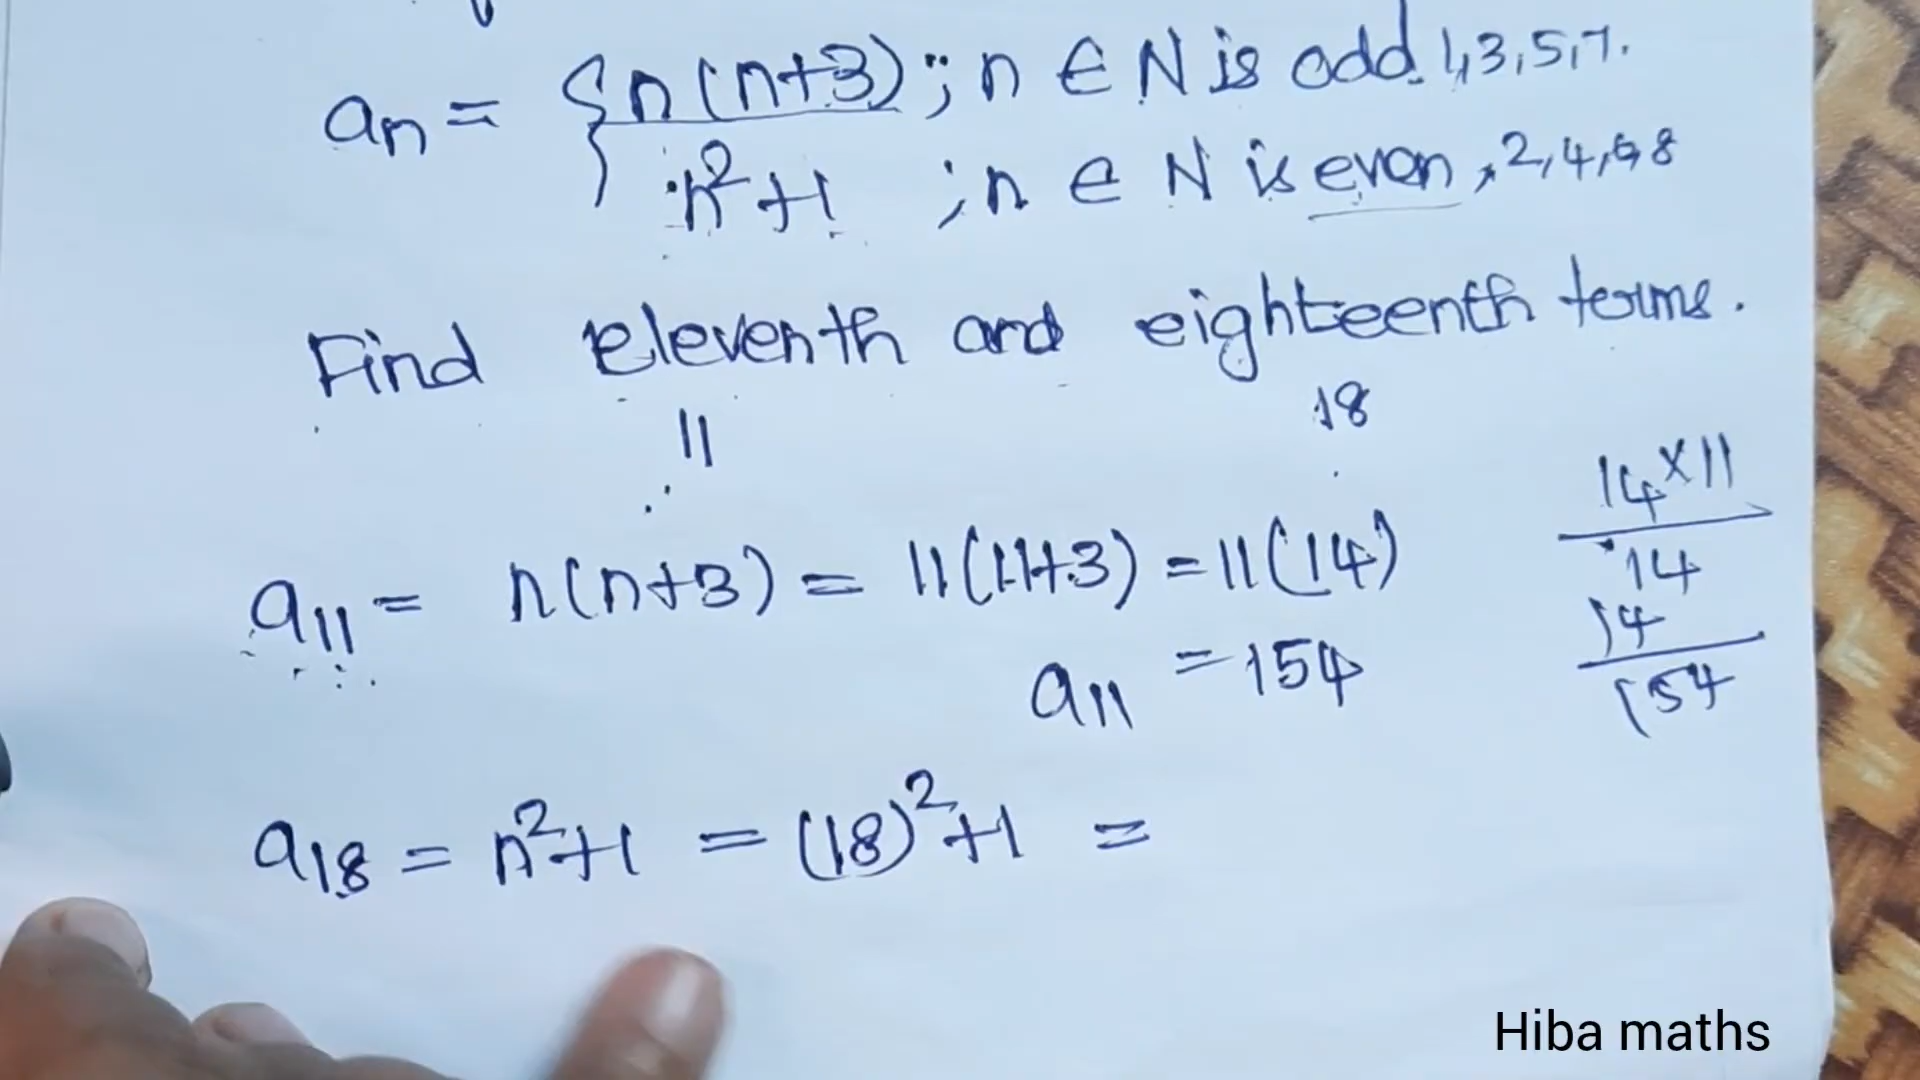 an = { n(n+3) ; n ∈ N is odd. 1,3,5,7.
n²+1 ; n ∈ N is even, 2,4,6,8
Find eleventh and eighteenth terms.
11 18
a11 = n(n+3) = 11(11+3) = 11(14)
a11 = 154
14×11
14
14
154
a18 = n²+1 = (18)²+1 =
Hiba maths